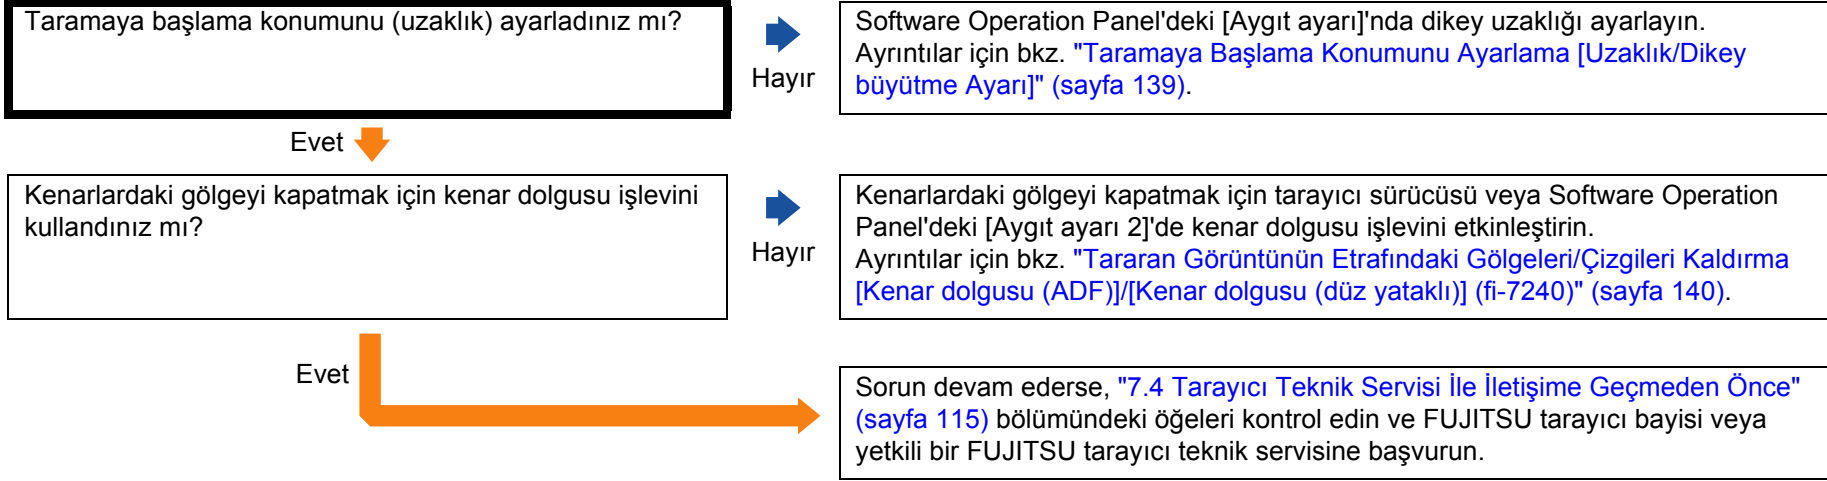 Taramaya başlama konumunu (uzaklık) ayarladınız mı?
Hayır
Software Operation Panel'deki [Aygıt ayarı]'nda dikey uzaklığı ayarlayın.
Ayrıntılar için bkz. "Taramaya Başlama Konumunu Ayarlama [Uzaklık/Dikey
büyütme Ayarı]" (sayfa 139).
Evet
Kenarlardaki gölgeyi kapatmak için kenar dolgusu işlevini
kullandınız mı?
Hayır
Kenarlardaki gölgeyi kapatmak için tarayıcı sürücüsü veya Software Operation
Panel'deki [Aygıt ayarı 2]'de kenar dolgusu işlevini etkinleştirin.
Ayrıntılar için bkz. "Tararan Görüntünün Etrafındaki Gölgeleri/Çizgileri Kaldırma
[Kenar dolgusu (ADF)]/[Kenar dolgusu (düz yataklı)] (fi-7240)" (sayfa 140).
Evet
Sorun devam ederse, "7.4 Tarayıcı Teknik Servisi İle İletişime Geçmeden Önce"
(sayfa 115) bölümündeki öğeleri kontrol edin ve FUJITSU tarayıcı bayisi veya
yetkili bir FUJITSU tarayıcı teknik servisine başvurun.